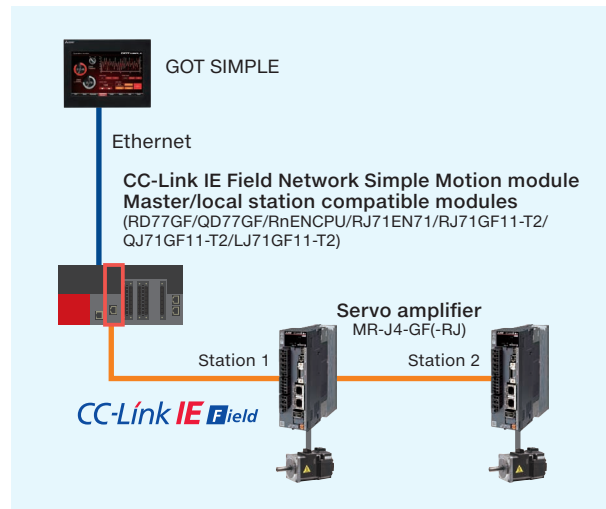 GOT SIMPLE
Ethernet
CC-Link IE Field Network Simple Motion module
Master/local station compatible modules
(RD77GF/QD77GF/RnENCPU/RJ71EN71/RJ71GF11-T2/
QJ71GF11-T2/LJ71GF11-T2)
Servo amplifier
MR-J4-GF(-RJ)
Station 1
Station 2
CC-Link IE Field